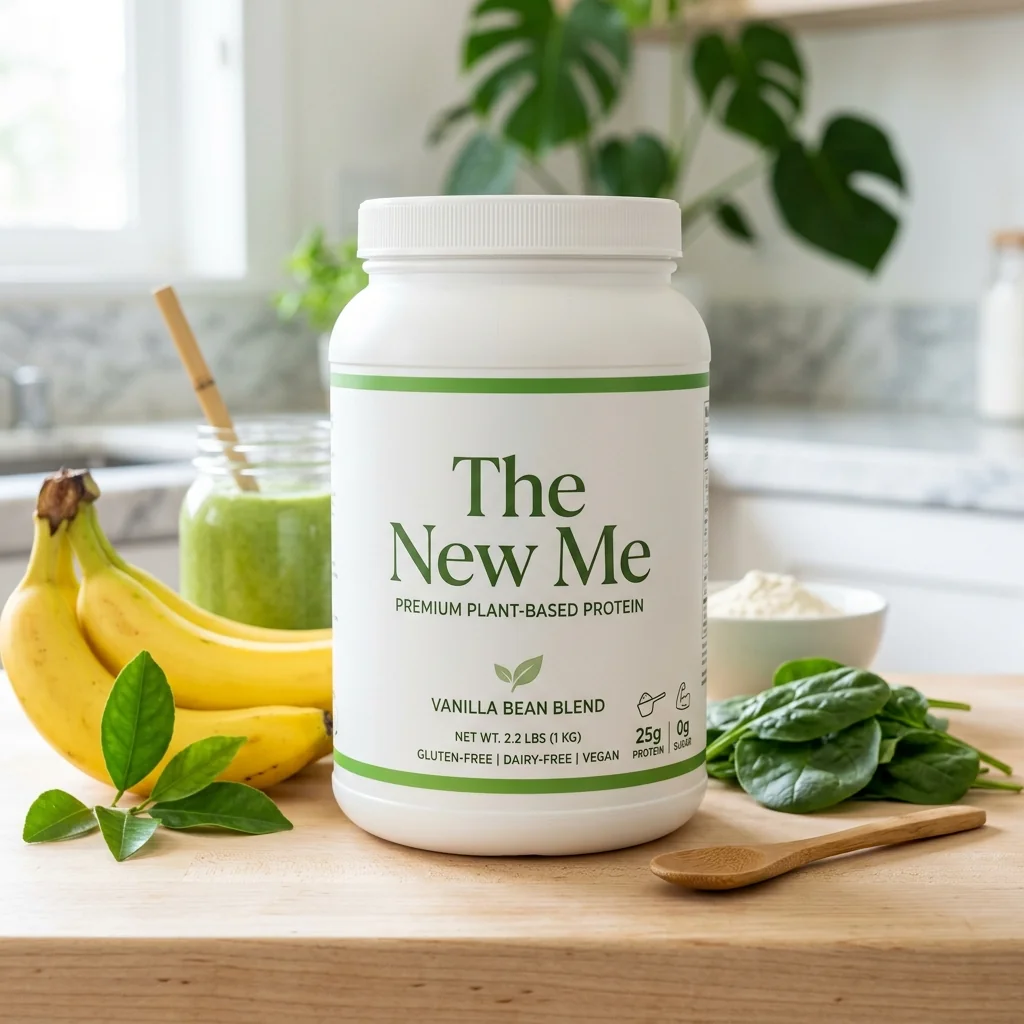 The
New Me
PREMIUM PLANT-BASED PROTEIN
VANILLA BEAN BLEND
NET WT. 2.2 LBS (1 KG)
GLUTEN-FREE | DAIRY-FREE | VEGAN
25g
PROTEIN
0g
SUGAR